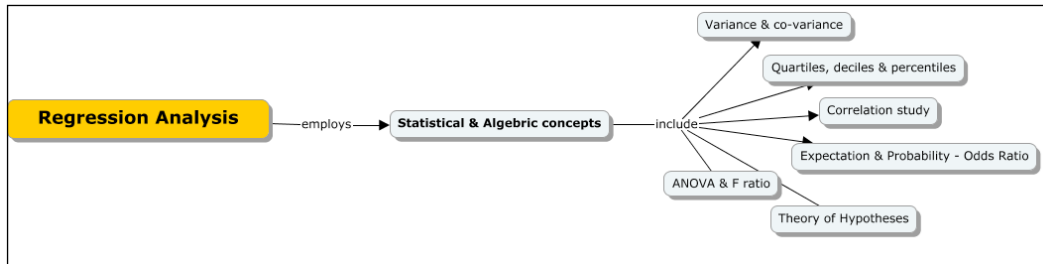 Variance & co-variance
Quartiles, deciles & percentiles
Regression Analysis
employs
Statistical & Algebric concepts
include
Correlation study
Expectation & Probability - Odds Ratio
ANOVA & F ratio
Theory of Hypotheses